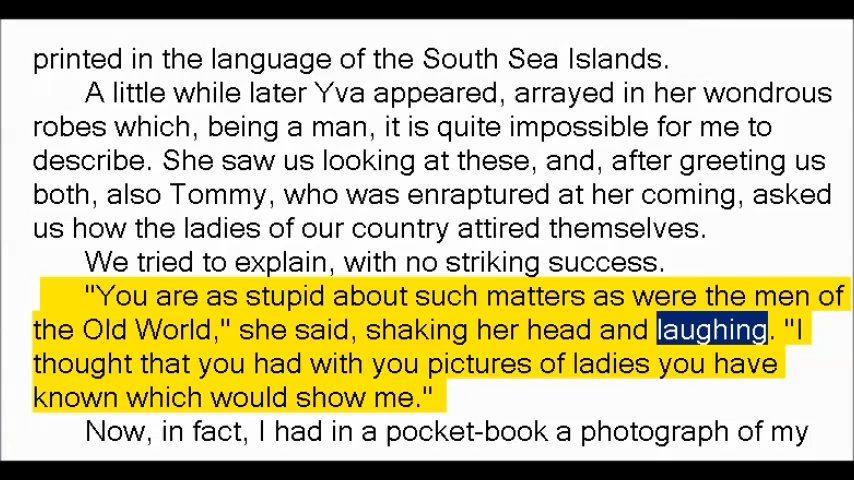 printed in the language of the South Sea Islands.
A little while later Yva appeared, arrayed in her wondrous
robes which, being a man, it is quite impossible for me to
describe. She saw us looking at these, and, after greeting us
both, also Tommy, who was enraptured at her coming, asked
us how the ladies of our country attired themselves.
We tried to explain, with no striking success.
"You are as stupid about such matters as were the men of
the Old World," she said, shaking her head and laughing. "I
thought that you had with you pictures of ladies you have
known which would show me."
Now, in fact, I had in a pocket-book a photograph of my